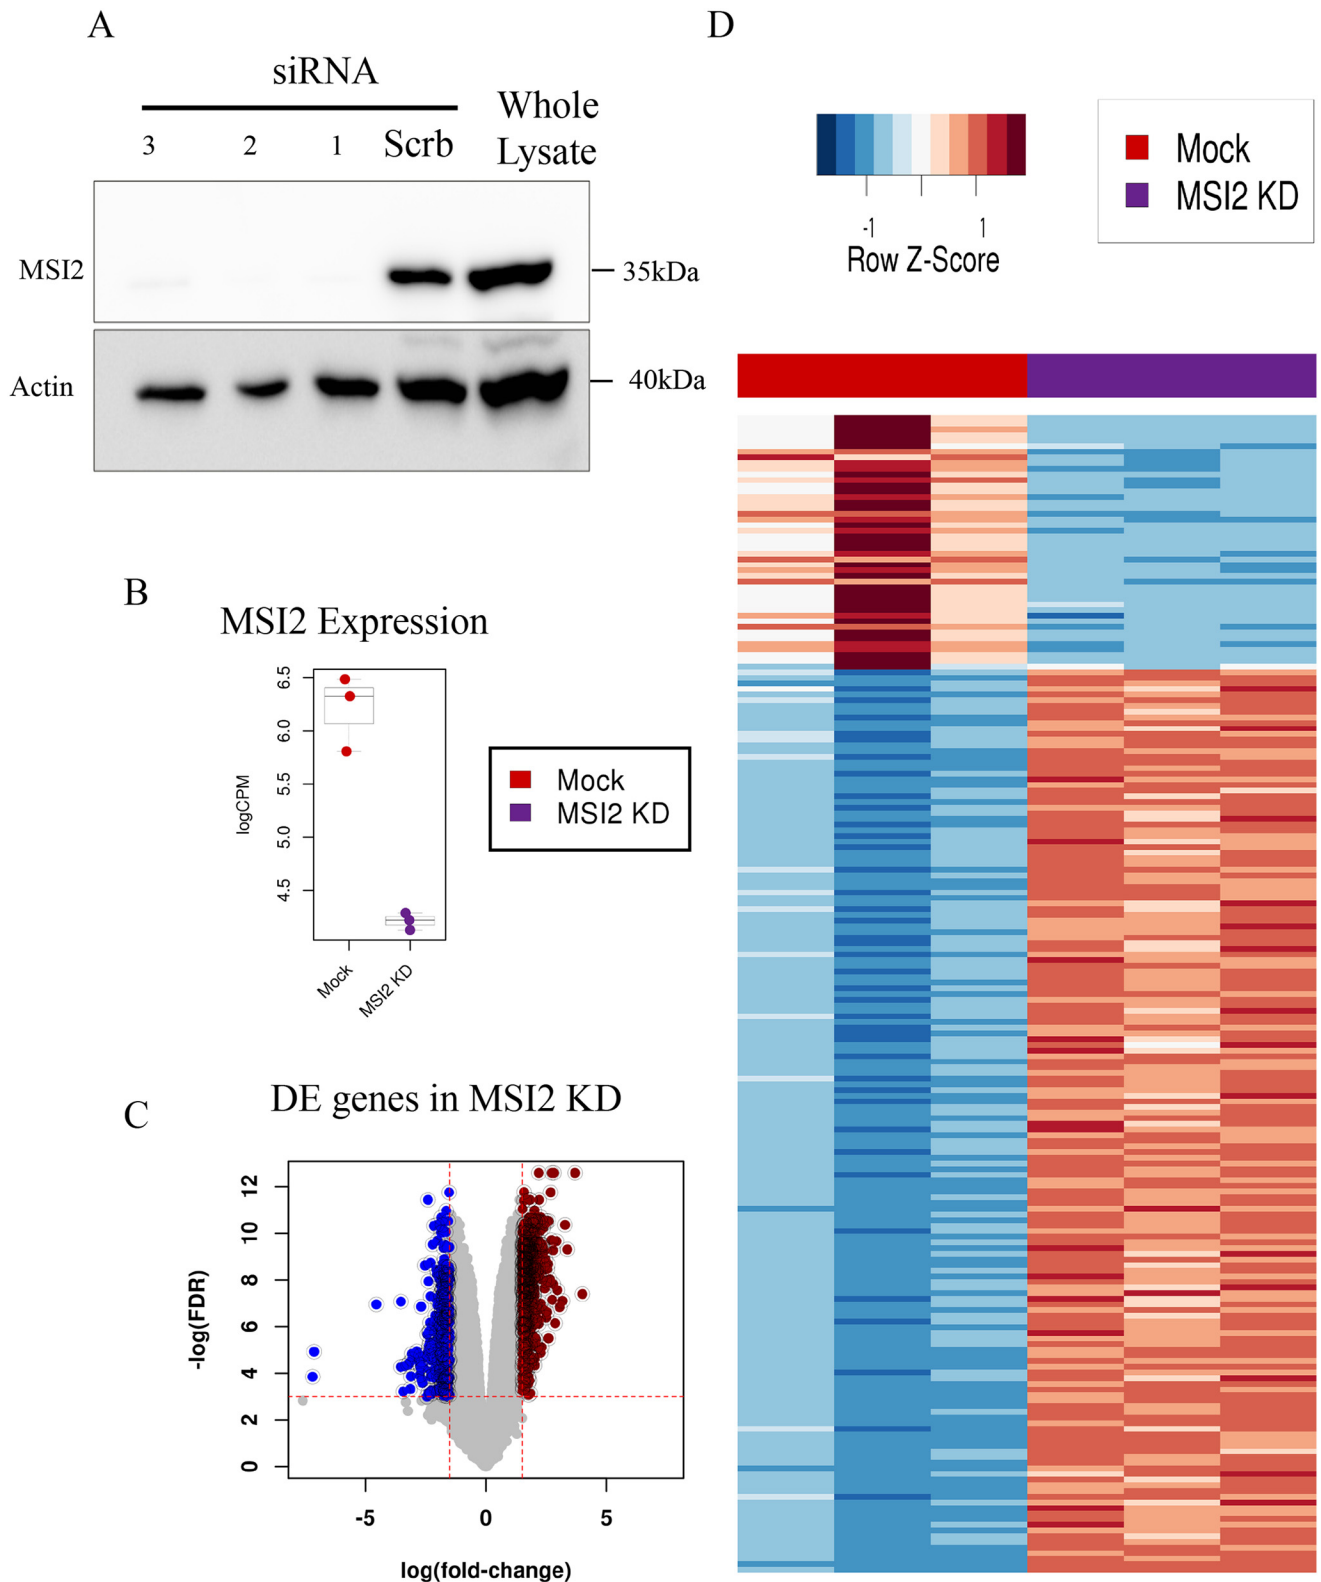 A
siRNA
3 2 1 Scrb
Whole
Lysate
MSI2
35kDa
Actin
40kDa
B
MSI2 Expression
6.5
6.0
5.5
5.0
4.5
logCPM
Mock
MSI2 KD
Mock
MSI2 KD
C
DE genes in MSI2 KD
12
10
8
6
4
2
0
-log(FDR)
-5 0 5
log(fold-change)
D
-1 1
Row Z-Score
Mock
MSI2 KD